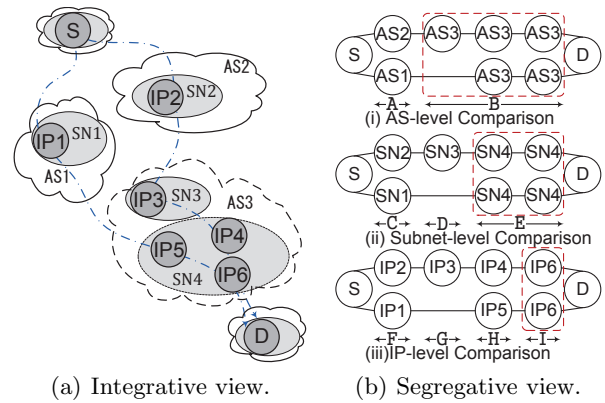 S
AS2
IP2
SN2
SN1
IP1
AS1
SN3
AS3
IP3
IP4
IP5
SN4
IP6
D
(a) Integrative view.
AS2 AS3 AS3 AS3
S D
AS1 AS3 AS3
A B
(i) AS-level Comparison
SN2 SN3 SN4 SN4
S D
SN1 SN4 SN4
C D E
(ii) Subnet-level Comparison
IP2 IP3 IP4 IP6
S D
IP1 IP5 IP6
F G H I
(iii)IP-level Comparison
(b) Segregative view.